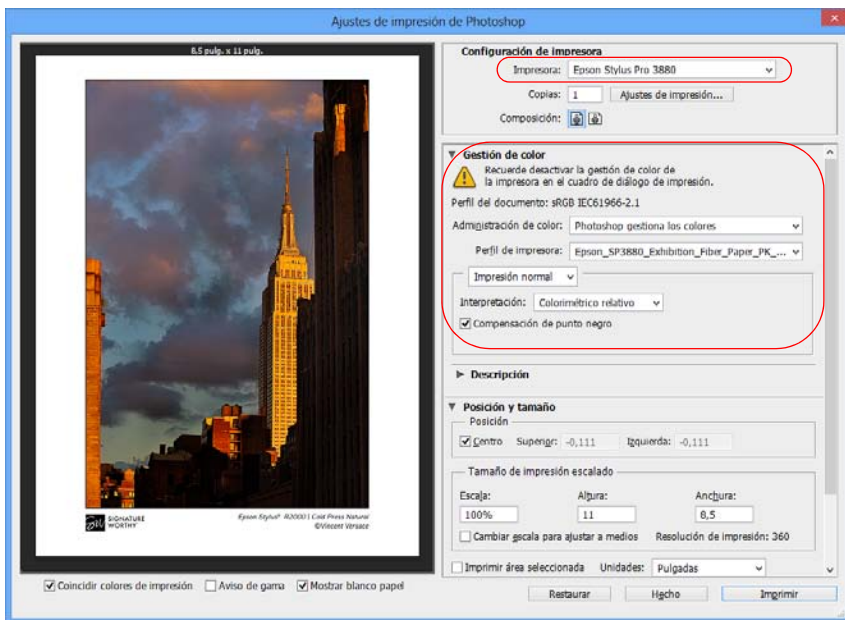 Ajustes de impresión de Photoshop
8,5 pulg. x 11 pulg.
SIGNATURE
WORTHY
Epson Stylus® R2000 | Cold Press Natural
©Vincent Versace
Coincidir colores de impresión Aviso de gama Mostrar blanco papel
Configuración de impresora
Impresora: Epson Stylus Pro 3880
Copias: 1 Ajustes de impresión...
Composición:
Gestión de color
Recuerde desactivar la gestión de color de
la impresora en el cuadro de diálogo de impresión.
Perfil del documento: sRGB IEC61966-2.1
Administración de color: Photoshop gestiona los colores
Perfil de impresora: Epson_SP3880_Exhibition_Fiber_Paper_PK_...
Impresión normal
Interpretación: Colorimétrico relativo
Compensación de punto negro
Descripción
Posición y tamaño
Posición
Centro Superior: -0,111 Izquierda: -0,111
Tamaño de impresión escalado
Escala: Altura: Anchura:
100% 11 8,5
Cambiar escala para ajustar a medios Resolución de impresión: 360
Imprimir área seleccionada Unidades: Pulgadas
Restaurar Hecho Imprimir